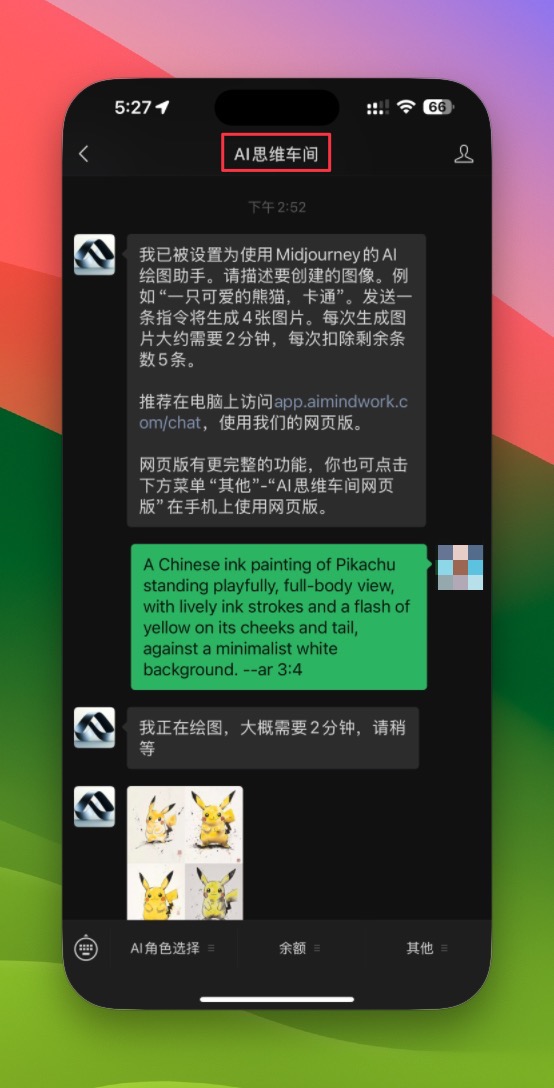 5:27
66
AI思维车间
下午2:52
我已被设置为使用Midjourney的AI
绘图助手。请描述要创建的图像。例
如“一只可爱的熊猫，卡通”。发送一
条指令将生成4张图片。每次生成图
片大约需要2分钟，每次扣除剩余条
数5条。
推荐在电脑上访问app.aimindwork.c
om/chat，使用我们的网页版。
网页版有更完整的功能，你也可点击
下方菜单“其他”-“AI思维车间网页
版”在手机上使用网页版。
A Chinese ink painting of Pikachu
standing playfully, full-body view,
with lively ink strokes and a flash of
yellow on its cheeks and tail,
against a minimalist white
background. --ar 3:4
我正在绘图，大概需要2分钟，请稍
等
AI角色选择
余额
其他